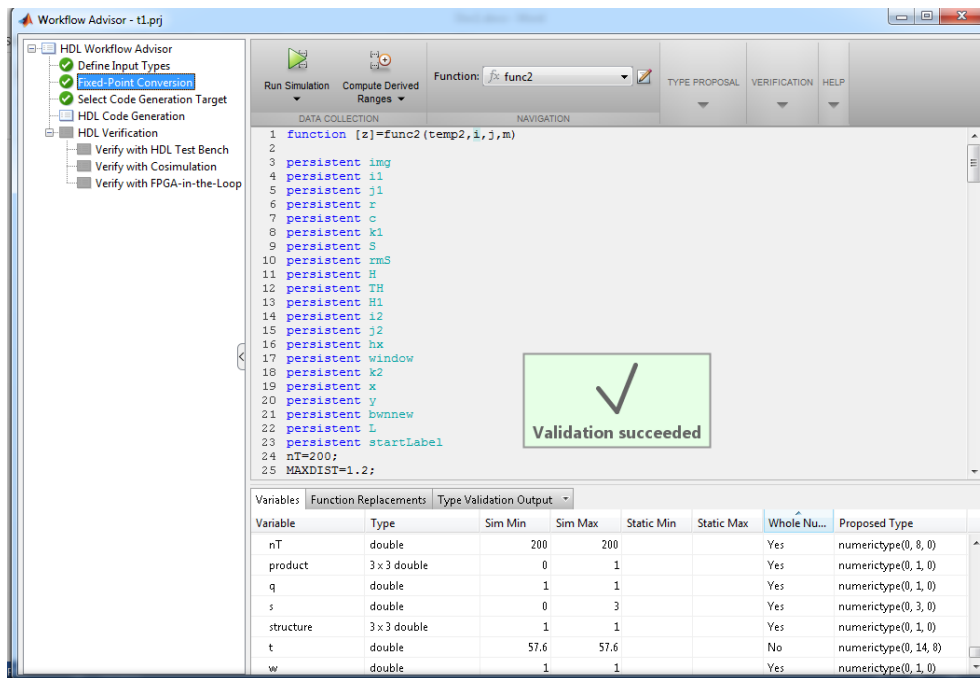 Workflow Advisor - t1.prj
HDL Workflow Advisor
Define Input Types
Fixed-Point Conversion
Select Code Generation Target
HDL Code Generation
HDL Verification
Verify with HDL Test Bench
Verify with Cosimulation
Verify with FPGA-in-the-Loop
Run Simulation
Compute Derived Ranges
Function: fx func2
TYPE PROPOSAL
VERIFICATION
HELP
DATA COLLECTION
NAVIGATION
1 function [z]=func2(temp2,i,j,m)
2
3 persistent img
4 persistent i1
5 persistent j1
6 persistent r
7 persistent c
8 persistent k1
9 persistent S
10 persistent rmS
11 persistent H
12 persistent TH
13 persistent H1
14 persistent i2
15 persistent j2
16 persistent hx
17 persistent window
18 persistent k2
19 persistent x
20 persistent y
21 persistent bwnnew
22 persistent L
23 persistent startLabel
24 nT=200;
25 MAXDIST=1.2;
Validation succeeded
Variables Function Replacements Type Validation Output
Variable Type Sim Min Sim Max Static Min Static Max Whole Nu... Proposed Type
nT double 200 200 Yes numerictype(0, 8, 0)
product 3 x 3 double 0 1 Yes numerictype(0, 1, 0)
q double 1 1 Yes numerictype(0, 1, 0)
s double 0 3 Yes numerictype(0, 3, 0)
structure 3 x 3 double 1 1 Yes numerictype(0, 1, 0)
t double 57.6 57.6 No numerictype(0, 14, 8)
w double 1 1 Yes numerictype(0, 1, 0)